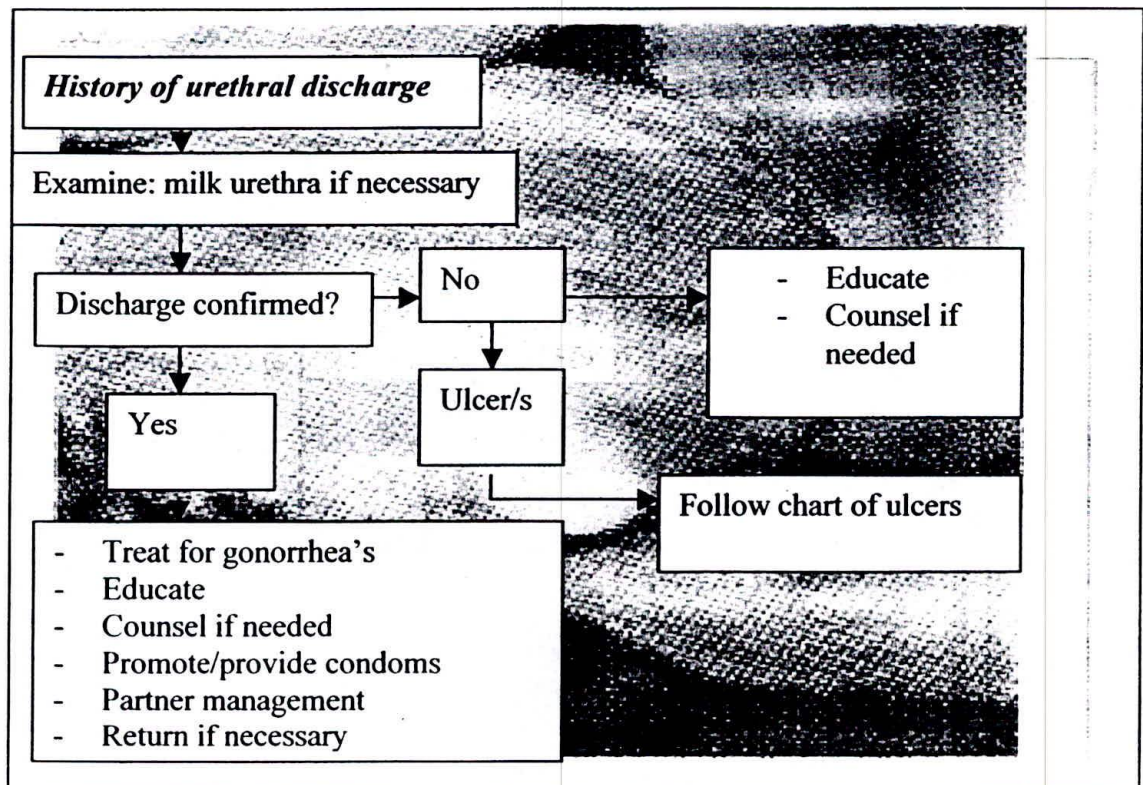 History of urethral discharge
Examine: milk urethra if necessary
Discharge confirmed?
No
- Educate
- Counsel if
needed
Yes
Ulcer/s
Follow chart of ulcers
- Treat for gonorrhea's
- Educate
- Counsel if needed
- Promote/provide condoms
- Partner management
- Return if necessary